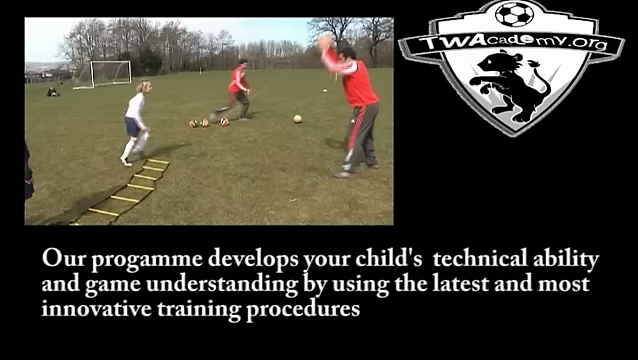 TWAcademy.org
Our progamme develops your child's technical ability
and game understanding by using the latest and most
innovative training procedures